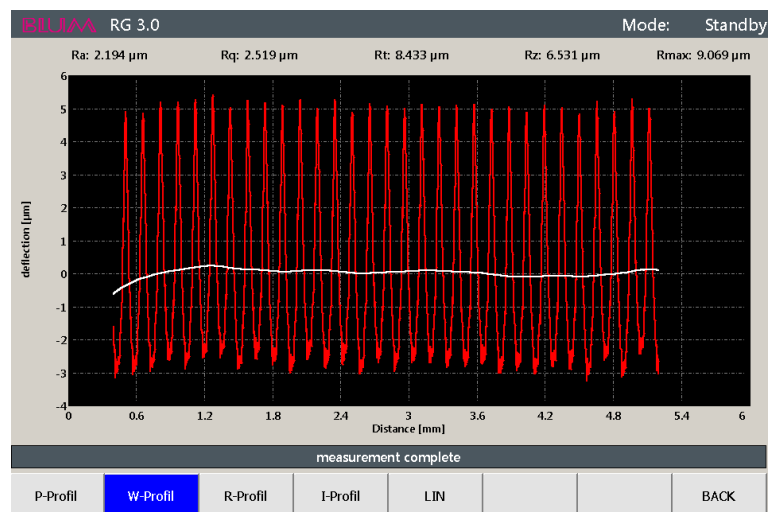 RG 3.0 Mode: Standby
Ra: 2.194 µm Rq: 2.519 µm Rt: 8.433 µm Rz: 6.531 µm Rmax: 9.069 µm
6
5
4
3
2
1
0
-1
-2
-3
-4
deflection [µm]
0 0.6 1.2 1.8 2.4 3 3.6 4.2 4.8 5.4 6
Distance [mm]
measurement complete
P-Profil W-Profil R-Profil I-Profil LIN BACK